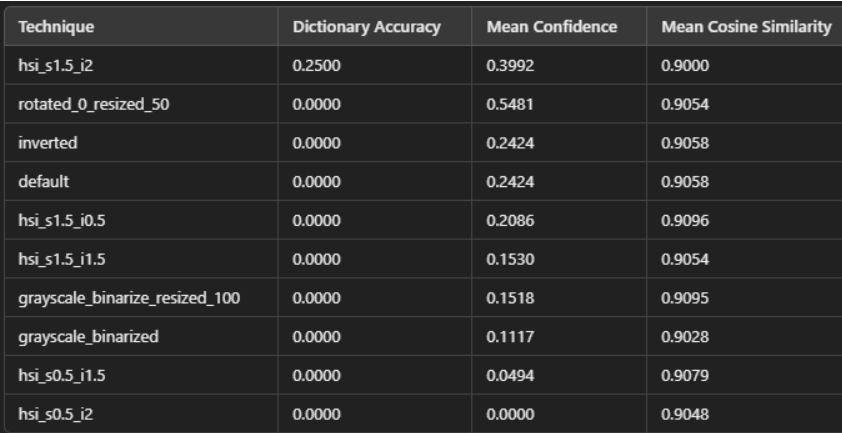 Technique Dictionary Accuracy Mean Confidence Mean Cosine Similarity
hsi_s1.5_i2 0.2500 0.3992 0.9000
rotated_0_resized_50 0.0000 0.5481 0.9054
inverted 0.0000 0.2424 0.9058
default 0.0000 0.2424 0.9058
hsi_s1.5_i0.5 0.0000 0.2086 0.9096
hsi_s1.5_i1.5 0.0000 0.1530 0.9054
grayscale_binarize_resized_100 0.0000 0.1518 0.9095
grayscale_binarized 0.0000 0.1117 0.9028
hsi_s0.5_i1.5 0.0000 0.0494 0.9079
hsi_s0.5_i2 0.0000 0.0000 0.9048